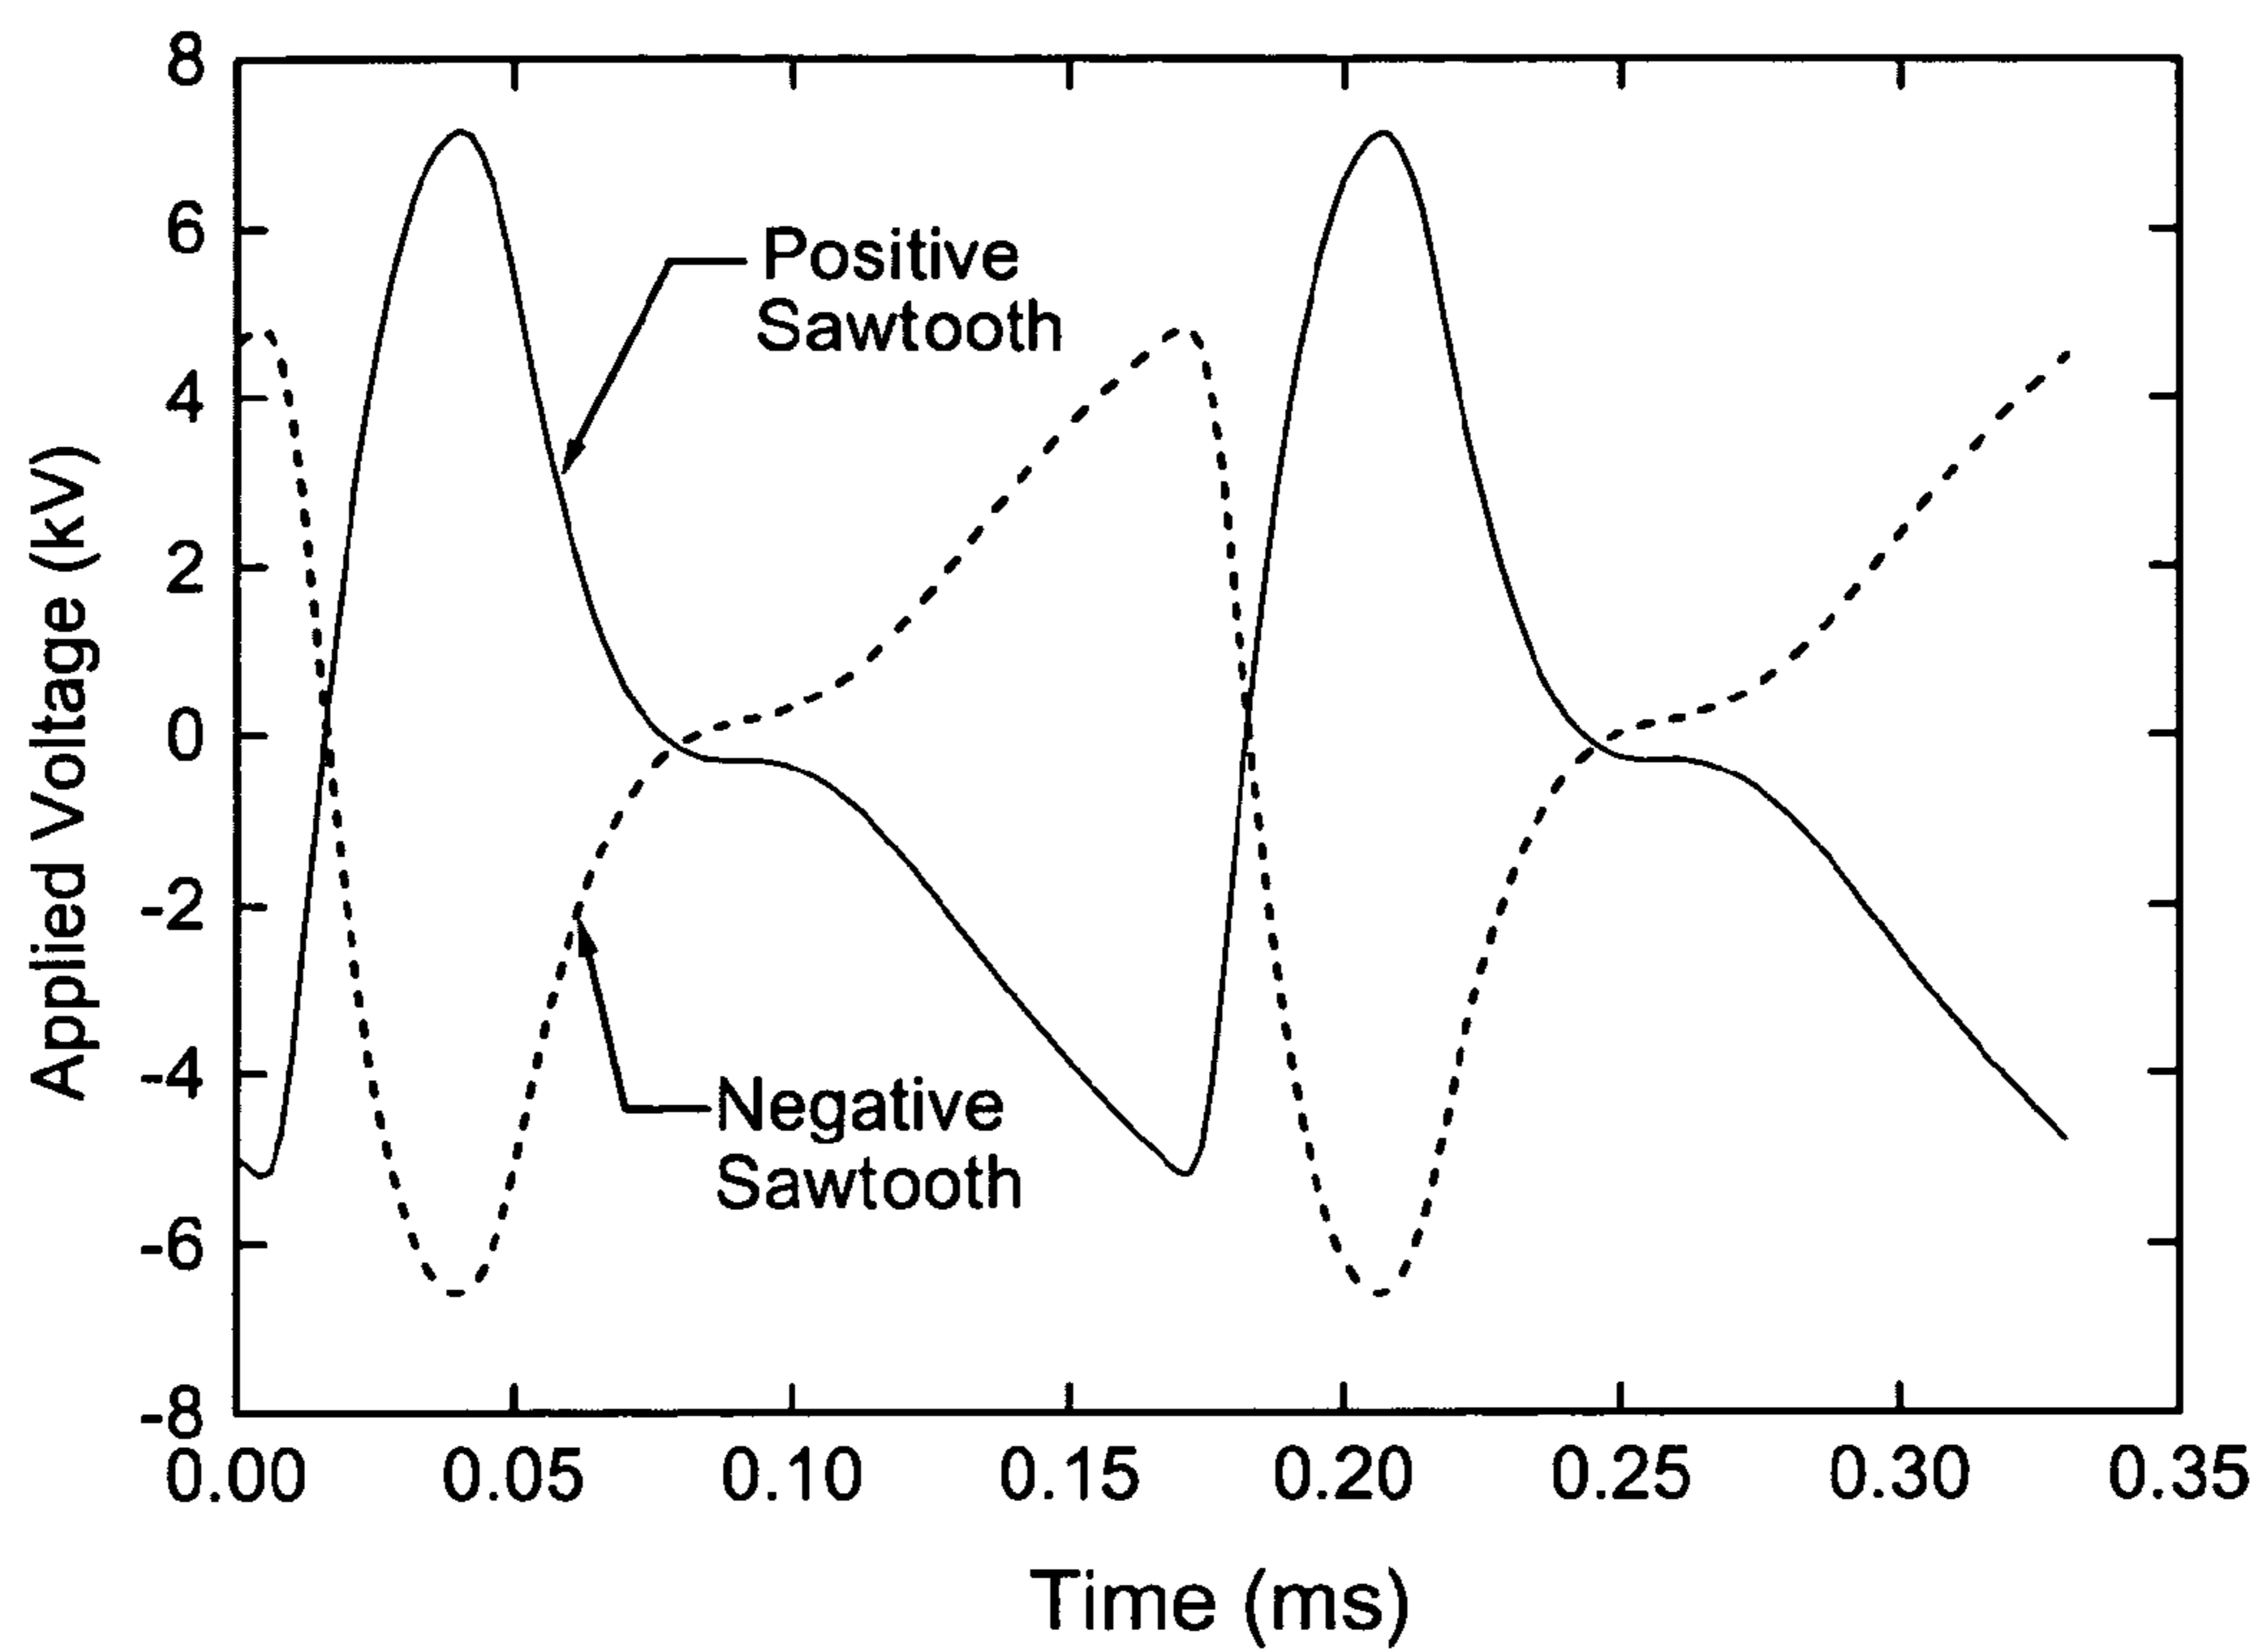 8
6
4
2
0
-2
-4
-6
-8
Applied Voltage (kV)
Positive
Sawtooth
Negative
Sawtooth
0.00 0.05 0.10 0.15 0.20 0.25 0.30 0.35
Time (ms)